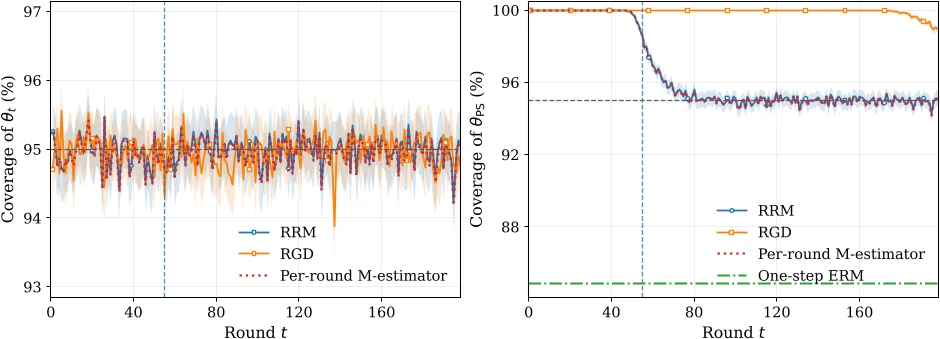 97
96
95
94
93
Coverage of θt (%)
RRM
RGD
Per-round M-estimator
0
40
80
120
160
Round t
100
96
92
88
Coverage of θPS (%)
RRM
RGD
Per-round M-estimator
One-step ERM
0
40
80
120
160
Round t